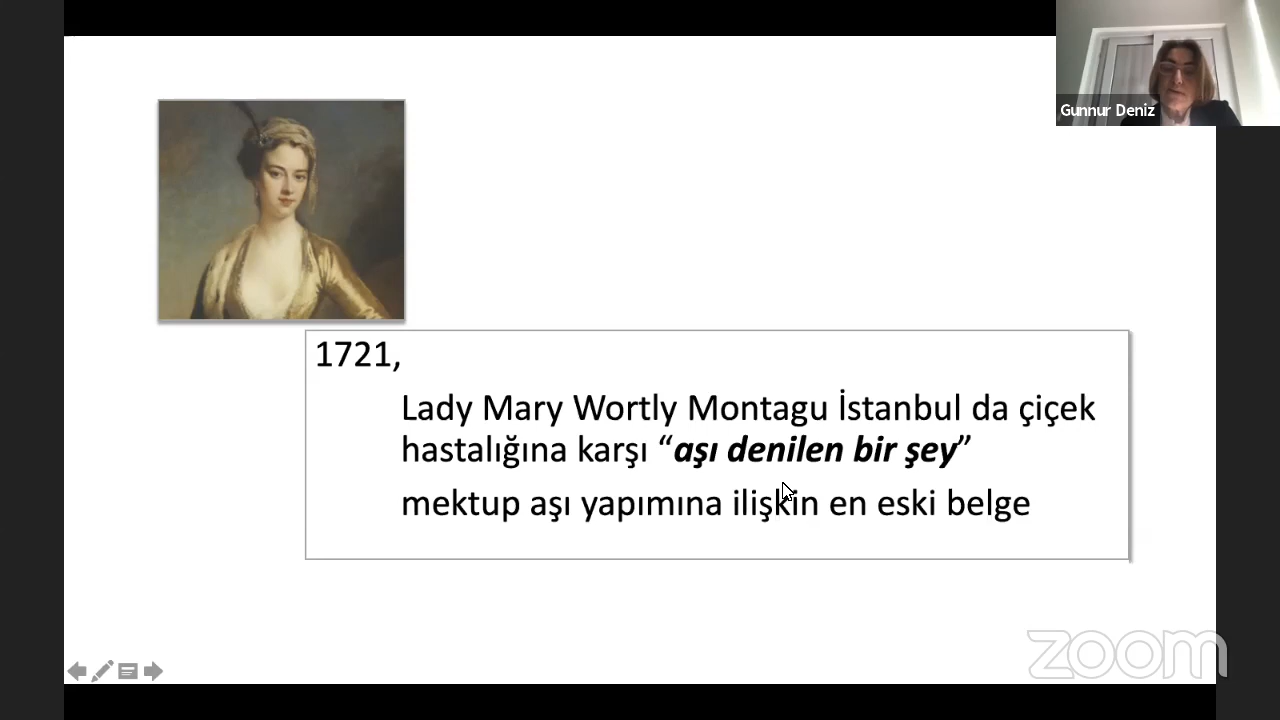 Gunnur Deniz
1721,
Lady Mary Wortly Montagu İstanbul da çiçek
hastalığına karşı “aşı denilen bir şey”
mektup aşı yapımına ilişkin en eski belge
zoom